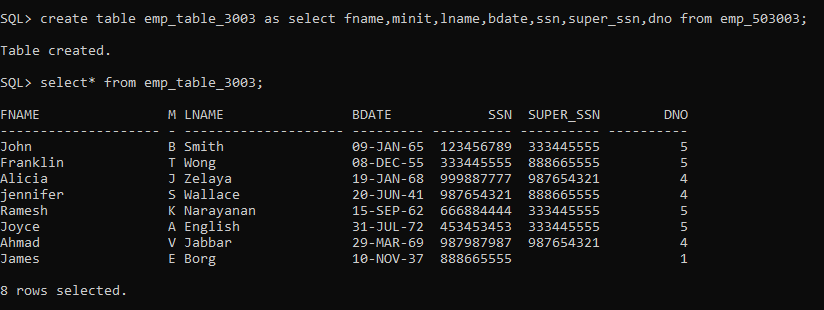 SQL> create table emp_table_3003 as select fname,minit,lname,bdate,ssn,super_ssn,dno from emp_503003;
Table created.
SQL> select* from emp_table_3003;
FNAME                M LNAME                BDATE            SSN  SUPER_SSN        DNO
-------------------- - -------------------- --------- ---------- ---------- ----------
John                 B Smith                09-JAN-65  123456789  333445555          5
Franklin             T Wong                 08-DEC-55  333445555  888665555          5
Alicia               J Zelaya               19-JAN-68  999887777  987654321          4
jennifer             S Wallace              20-JUN-41  987654321  888665555          4
Ramesh               K Narayanan            15-SEP-62  666884444  333445555          5
Joyce                A English              31-JUL-72  453453453  333445555          5
Ahmad                V Jabbar               29-MAR-69  987987987  987654321          4
James                E Borg                 10-NOV-37  888665555                     1
8 rows selected.